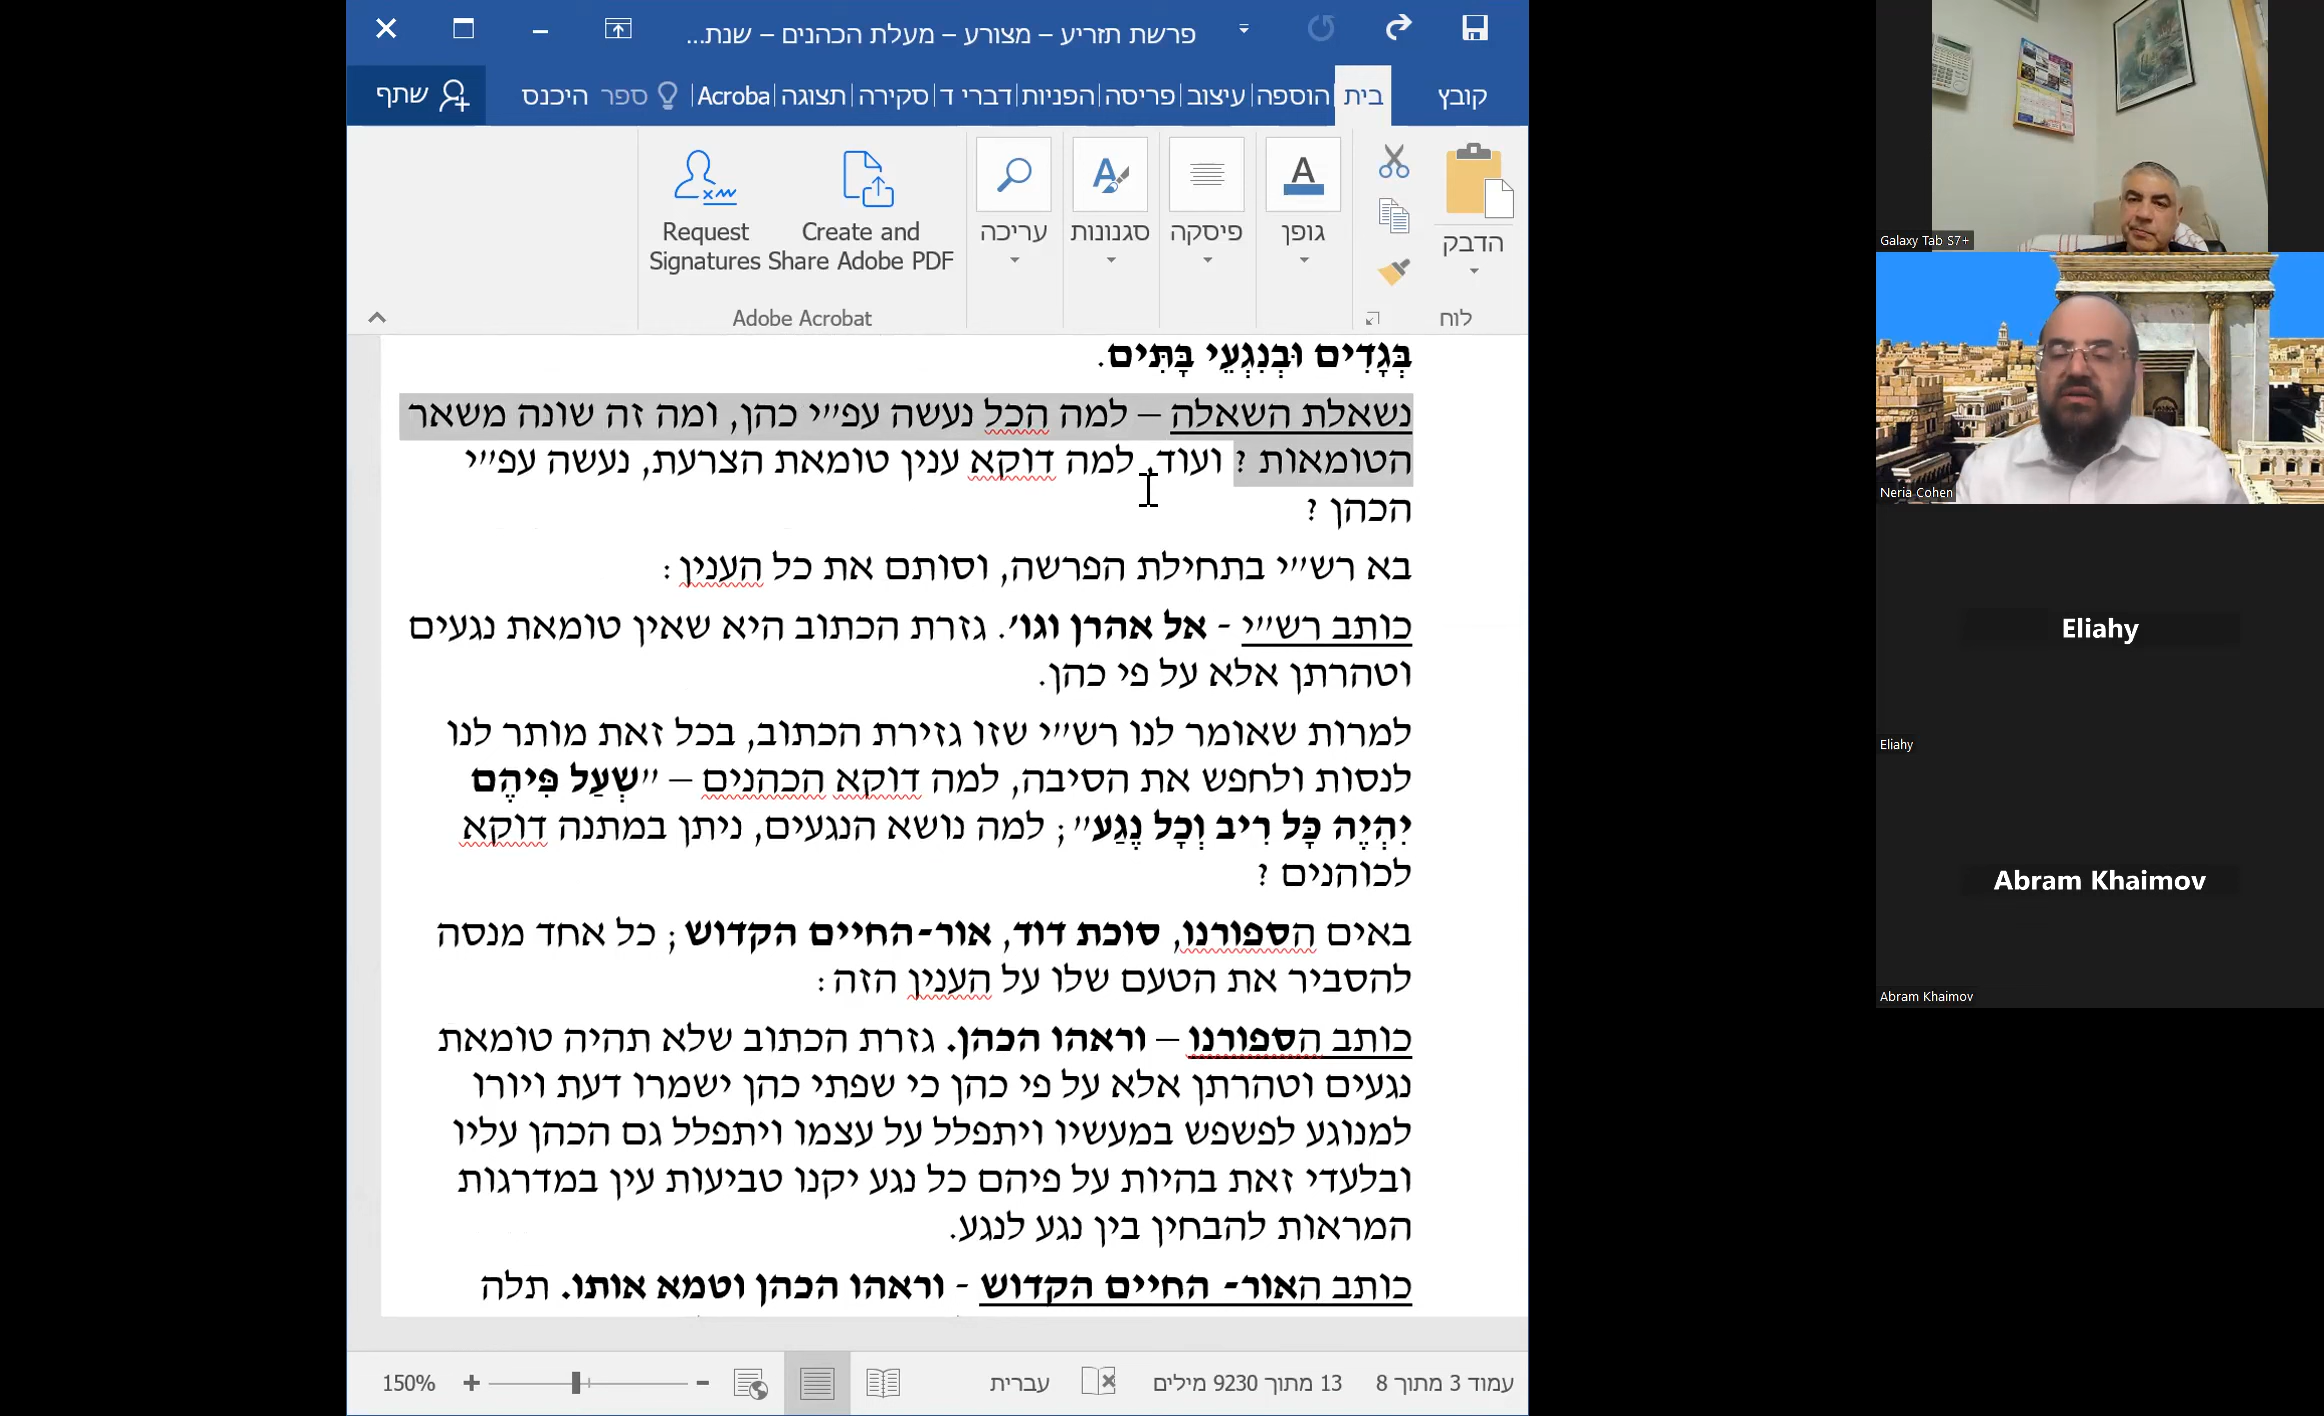 פרשת תזריע – מצורע – מעלת הכהנים – שנת...
קובץ
בית
הוספה
עיצוב
פריסה
הפניות
דברי ד
סקירה
תצוגה
Acroba
ספר
היכנס
שתף
הדבק
גופן
פיסקה
סגנונות
עריכה
Create and
Share Adobe PDF
Request
Signatures
לוח
Adobe Acrobat
בְּגָדִים וּבְנִגְעֵי בָּתִּים.
נשאלת השאלה – למה הכל נעשה עפ״י כהן, ומה זה שונה משאר
הטומאות ? ועוד, למה דוקא ענין טומאת הצרעת, נעשה עפ״י
הכהן ?
בא רש״י בתחילת הפרשה, וסותם את כל הענין :
כותב רש״י - אל אהרן וגו׳. גזרת הכתוב היא שאין טומאת נגעים
וטהרתן אלא על פי כהן.
למרות שאומר לנו רש״י שזו גזירת הכתוב, בכל זאת מותר לנו
לנסות ולחפש את הסיבה, למה דוקא הכהנים – ״שְׁעַל פִּיהֶם
יִהְיֶה כָּל רִיב וְכָל נֶגַע״ ; למה נושא הנגעים, ניתן במתנה דוקא
לכוהנים ?
באים הספורנו, סוכת דוד, אור-החיים הקדוש ; כל אחד מנסה
להסביר את הטעם שלו על הענין הזה :
כותב הספורנו – וראהו הכהן. גזרת הכתוב שלא תהיה טומאת
נגעים וטהרתן אלא על פי כהן כי שפתי כהן ישמרו דעת ויורו
למנוגע לפשפש במעשיו ויתפלל על עצמו ויתפלל גם הכהן עליו
ובלעדי זאת בהיות על פיהם כל נגע יקנו טביעות עין במדרגות
המראות להבחין בין נגע לנגע.
כותב האור- החיים הקדוש - וראהו הכהן וטמא אותו. תלה
עמוד 3 מתוך 8
13 מתוך 9230 מילים
עברית
150%
Galaxy Tab S7+
Neria Cohen
Eliahy
Eliahy
Abram Khaimov
Abram Khaimov